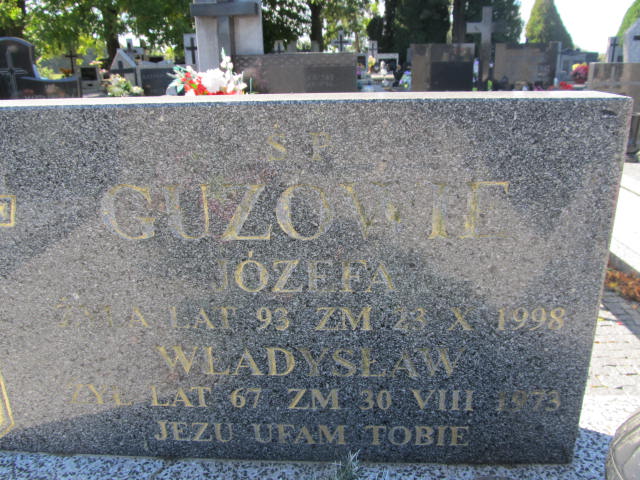 Ś P
GUZOWIE
JÓZEFA
ŻYŁA LAT 93 ZM 23 X 1998
WŁADYSŁAW
ŻYŁ LAT 67 ZM 30 VIII 1973
JEZU UFAM TOBIE